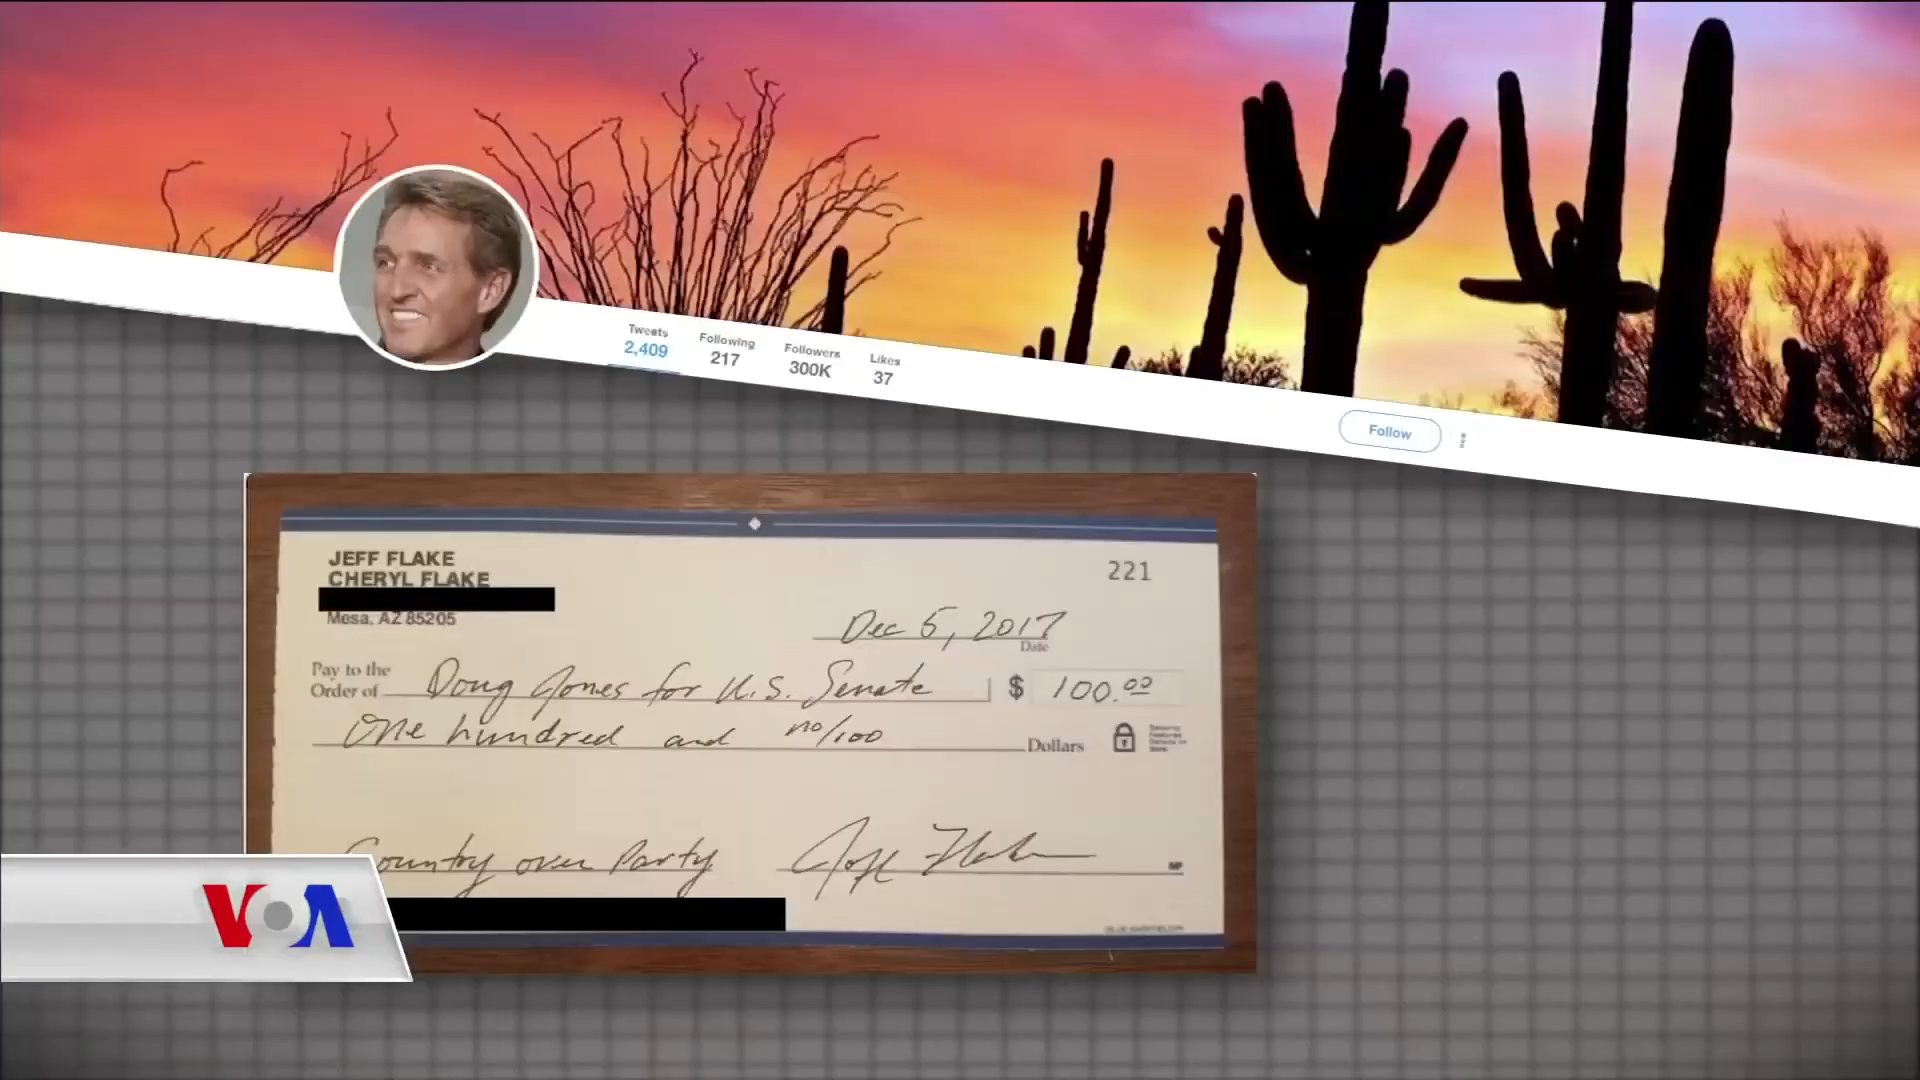 Tweets
2,409
Following
217
Followers
300K
Likes
37
Follow
JEFF FLAKE
CHERYL FLAKE
221
Mesa, AZ 85205
Dec 5, 2017
Date
Pay to the
Order of Doug Jones for U.S. Senate $ 100.00
One hundred and no/100 Dollars
Country over Party Jeff Flake
MP
VOA